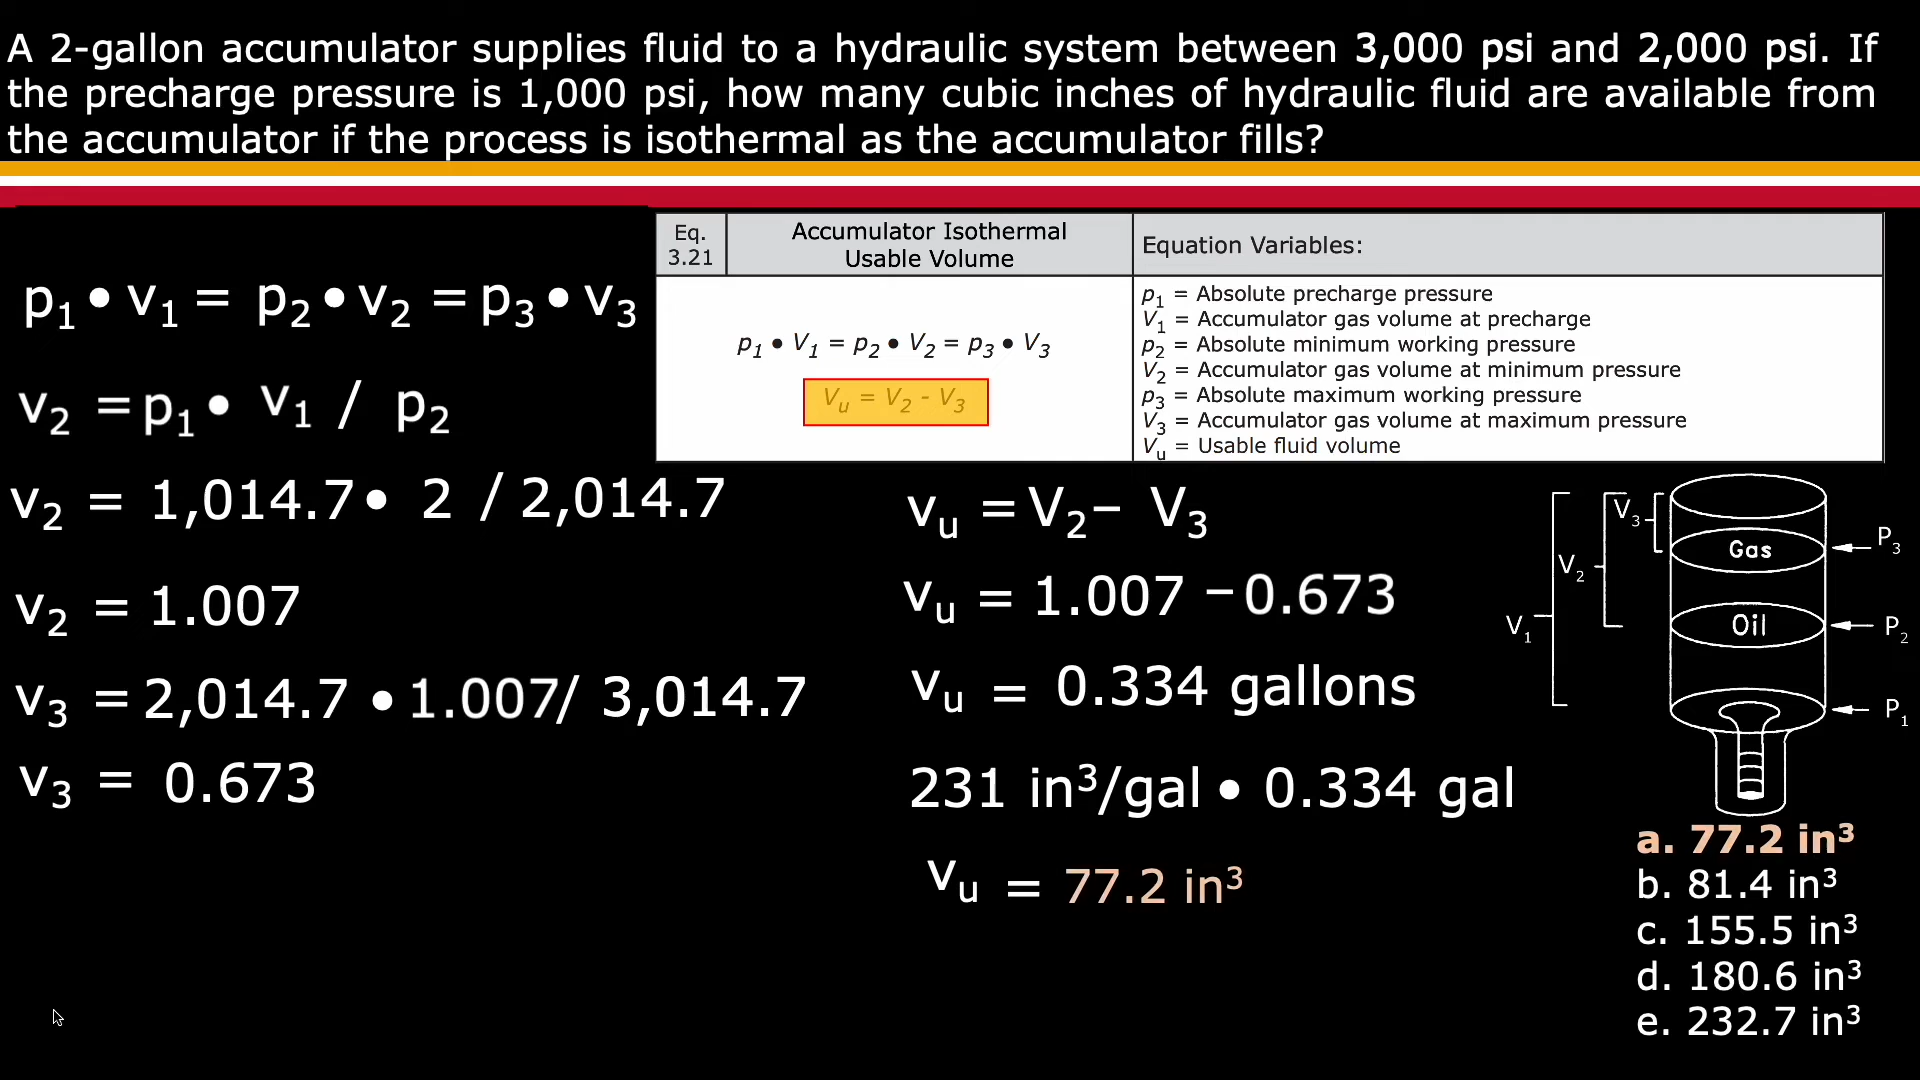 A 2-gallon accumulator supplies fluid to a hydraulic system between 3,000 psi and 2,000 psi. If
the precharge pressure is 1,000 psi, how many cubic inches of hydraulic fluid are available from
the accumulator if the process is isothermal as the accumulator fills?
Eq.
3.21
Accumulator Isothermal
Usable Volume
Equation Variables:
p₁ • V₁ = p₂ • V₂ = p₃ • V₃
Vᵤ = V₂ - V₃
p₁ = Absolute precharge pressure
V₁ = Accumulator gas volume at precharge
p₂ = Absolute minimum working pressure
V₂ = Accumulator gas volume at minimum pressure
p₃ = Absolute maximum working pressure
V₃ = Accumulator gas volume at maximum pressure
Vᵤ = Usable fluid volume
p₁ • v₁ = p₂ • v₂ = p₃ • v₃
v₂ = p₁ • v₁ / p₂
v₂ = 1,014.7 • 2 / 2,014.7
v₂ = 1.007
v₃ = 2,014.7 • 1.007/ 3,014.7
v₃ = 0.673
vᵤ = V₂ − V₃
vᵤ = 1.007 − 0.673
vᵤ = 0.334 gallons
231 in³/gal • 0.334 gal
vᵤ = 77.2 in³
V₃
Gas
P₃
V₂
V₁
Oil
P₂
P₁
a. 77.2 in³
b. 81.4 in³
c. 155.5 in³
d. 180.6 in³
e. 232.7 in³